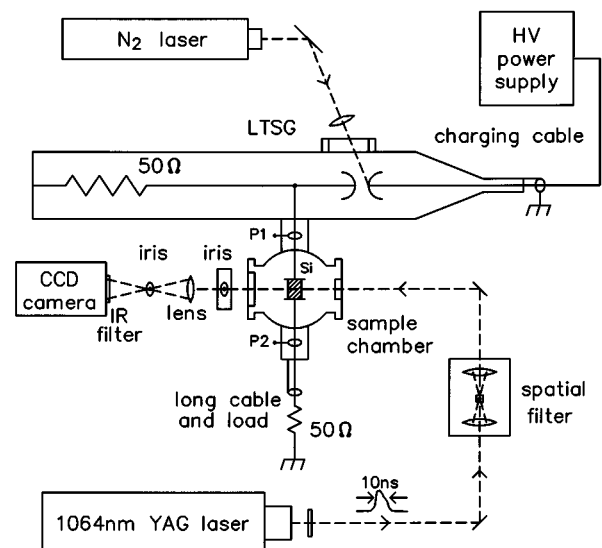 N2 laser
HV
power
supply
LTSG
charging cable
50Ω
P1
iris
iris
Si
CCD
camera
IR
filter
lens
sample
chamber
P2
long cable
and load
50Ω
spatial
filter
10ns
1064nm YAG laser